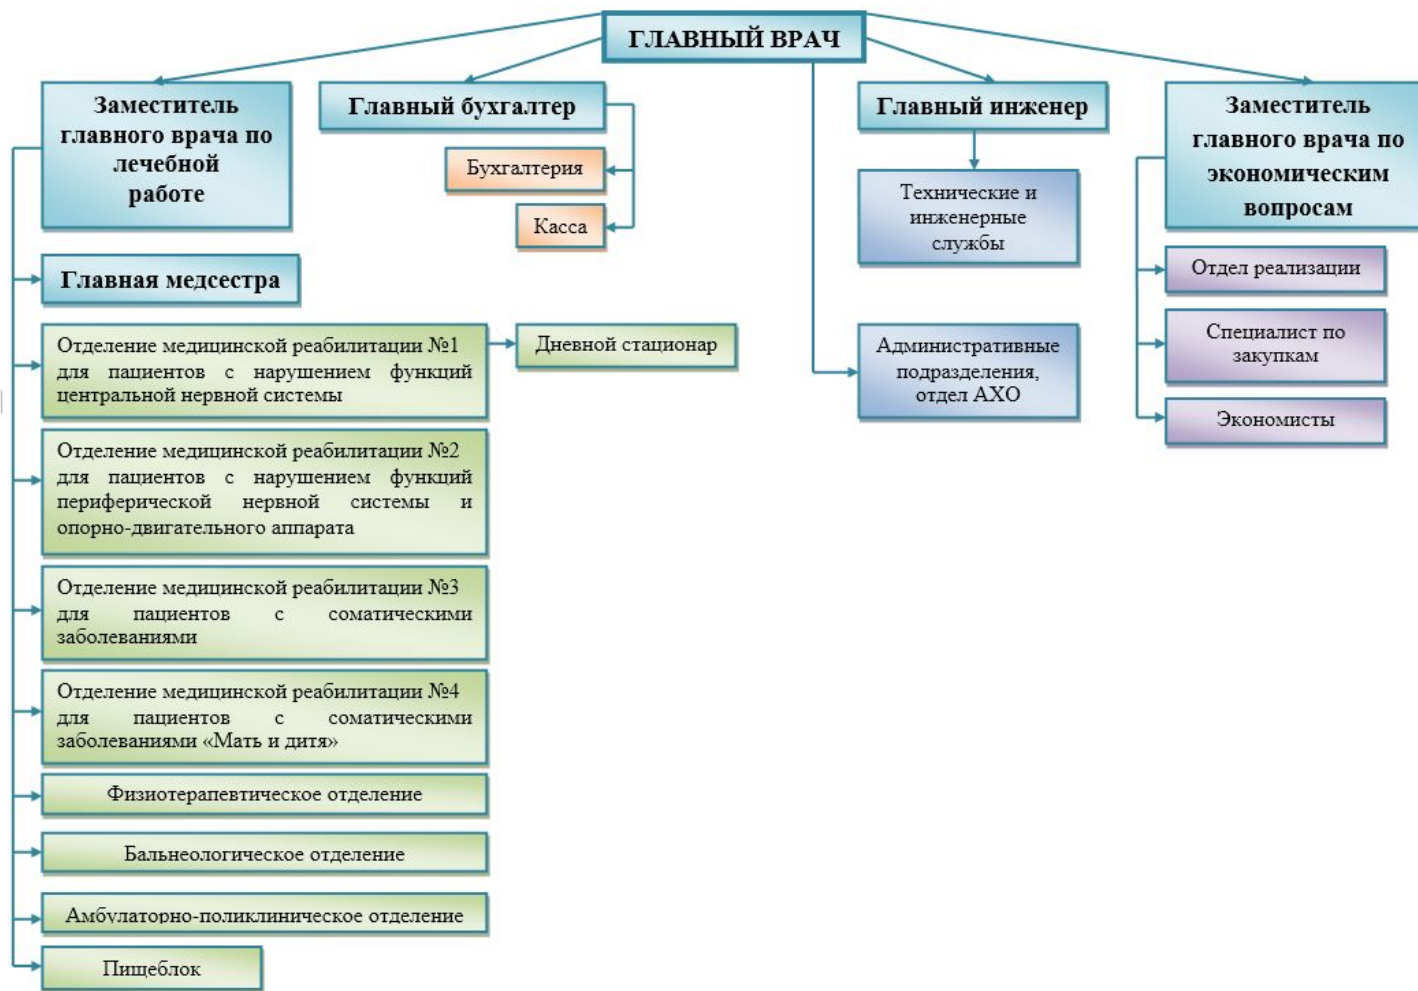 ГЛАВНЫЙ ВРАЧ
Заместитель
главного врача по
лечебной
работе
Главный бухгалтер
Бухгалтерия
Касса
Главный инженер
Технические и
инженерные
службы
Административные
подразделения,
отдел АХО
Заместитель
главного врача по
экономическим
вопросам
Отдел реализации
Специалист по
закупкам
Экономисты
Главная медсестра
Отделение медицинской реабилитации №1
для пациентов с нарушением функций
центральной нервной системы
Дневной стационар
Отделение медицинской реабилитации №2
для пациентов с нарушением функций
периферической нервной системы и
опорно-двигательного аппарата
Отделение медицинской реабилитации №3
для пациентов с соматическими
заболеваниями
Отделение медицинской реабилитации №4
для пациентов с соматическими
заболеваниями «Мать и дитя»
Физиотерапевтическое отделение
Бальнеологическое отделение
Амбулаторно-поликлиническое отделение
Пищеблок